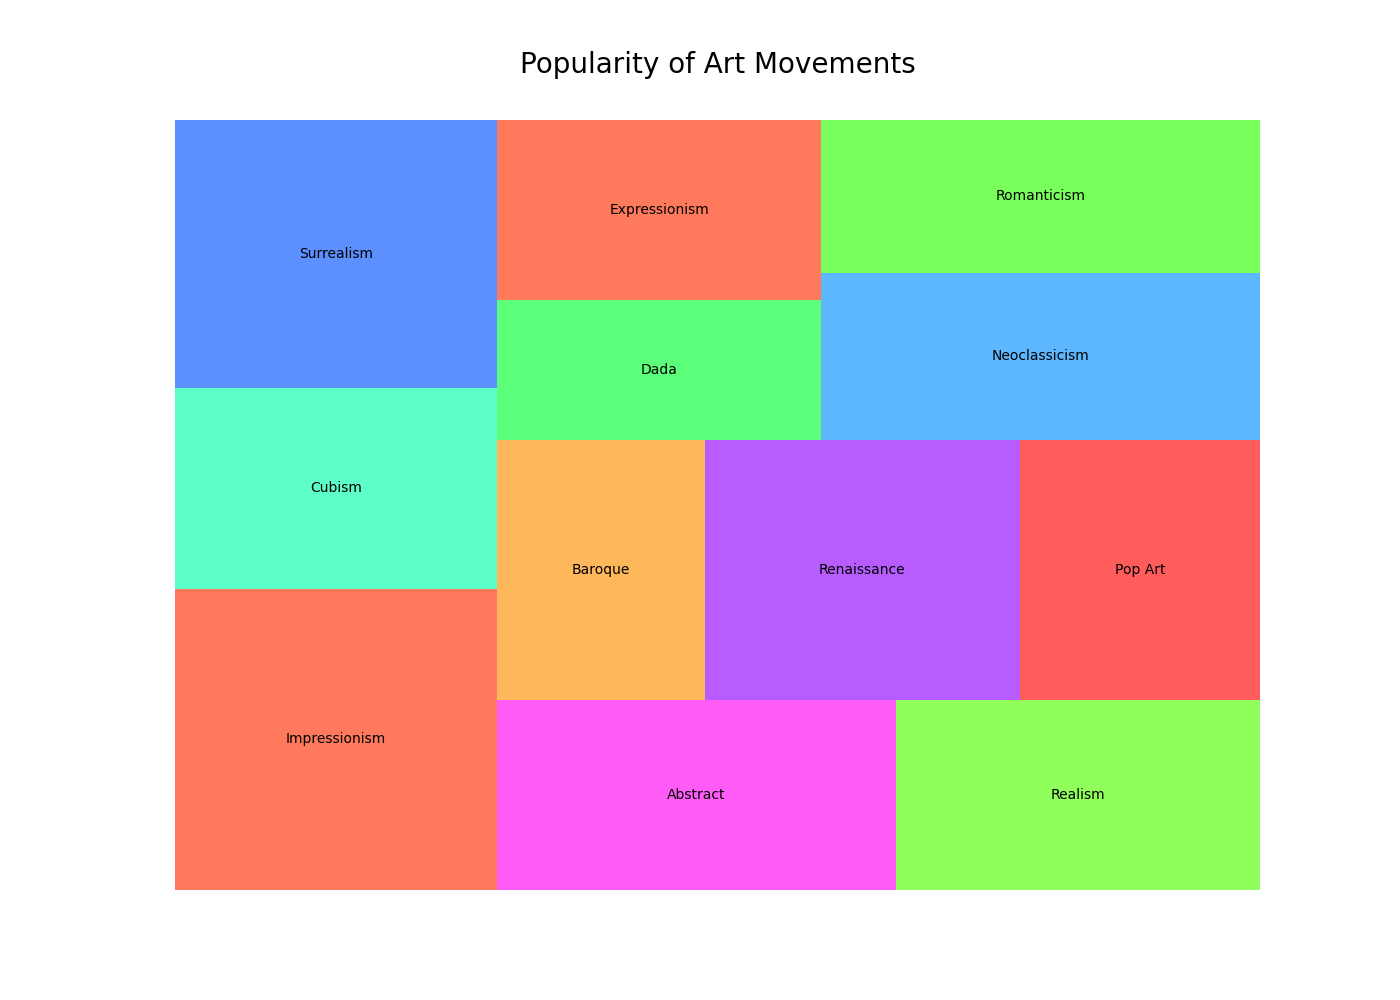 Popularity of Art Movements
Surrealism
Expressionism
Romanticism
Dada
Neoclassicism
Cubism
Baroque
Renaissance
Pop Art
Impressionism
Abstract
Realism